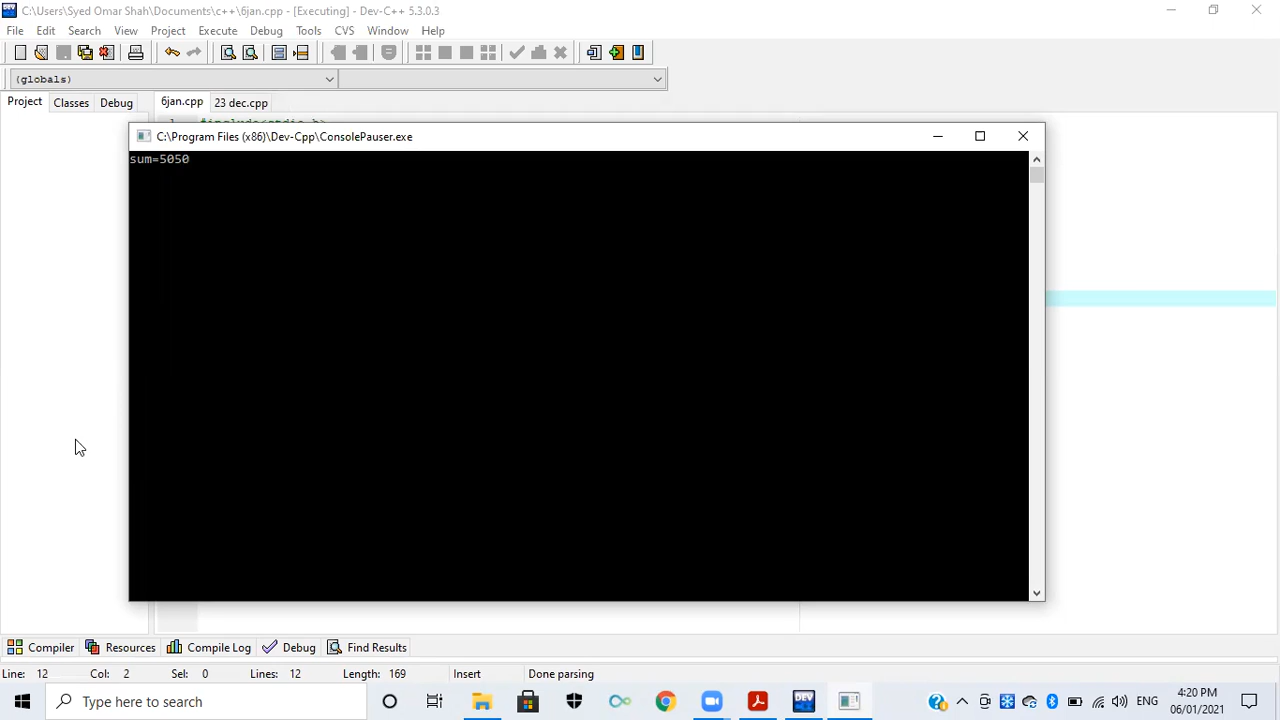 C:\Users\Syed Omar Shah\Documents\c++\6jan.cpp - [Executing] - Dev-C++ 5.3.0.3
File Edit Search View Project Execute Debug Tools CVS Window Help
(globals)
Project Classes Debug 6jan.cpp 23 dec.cpp
C:\Program Files (x86)\Dev-Cpp\ConsolePauser.exe
sum=5050
Compiler Resources Compile Log Debug Find Results
Line: 12 Col: 2 Sel: 0 Lines: 12 Length: 169 Insert Done parsing
Type here to search
DEV
ENG
4:20 PM
06/01/2021